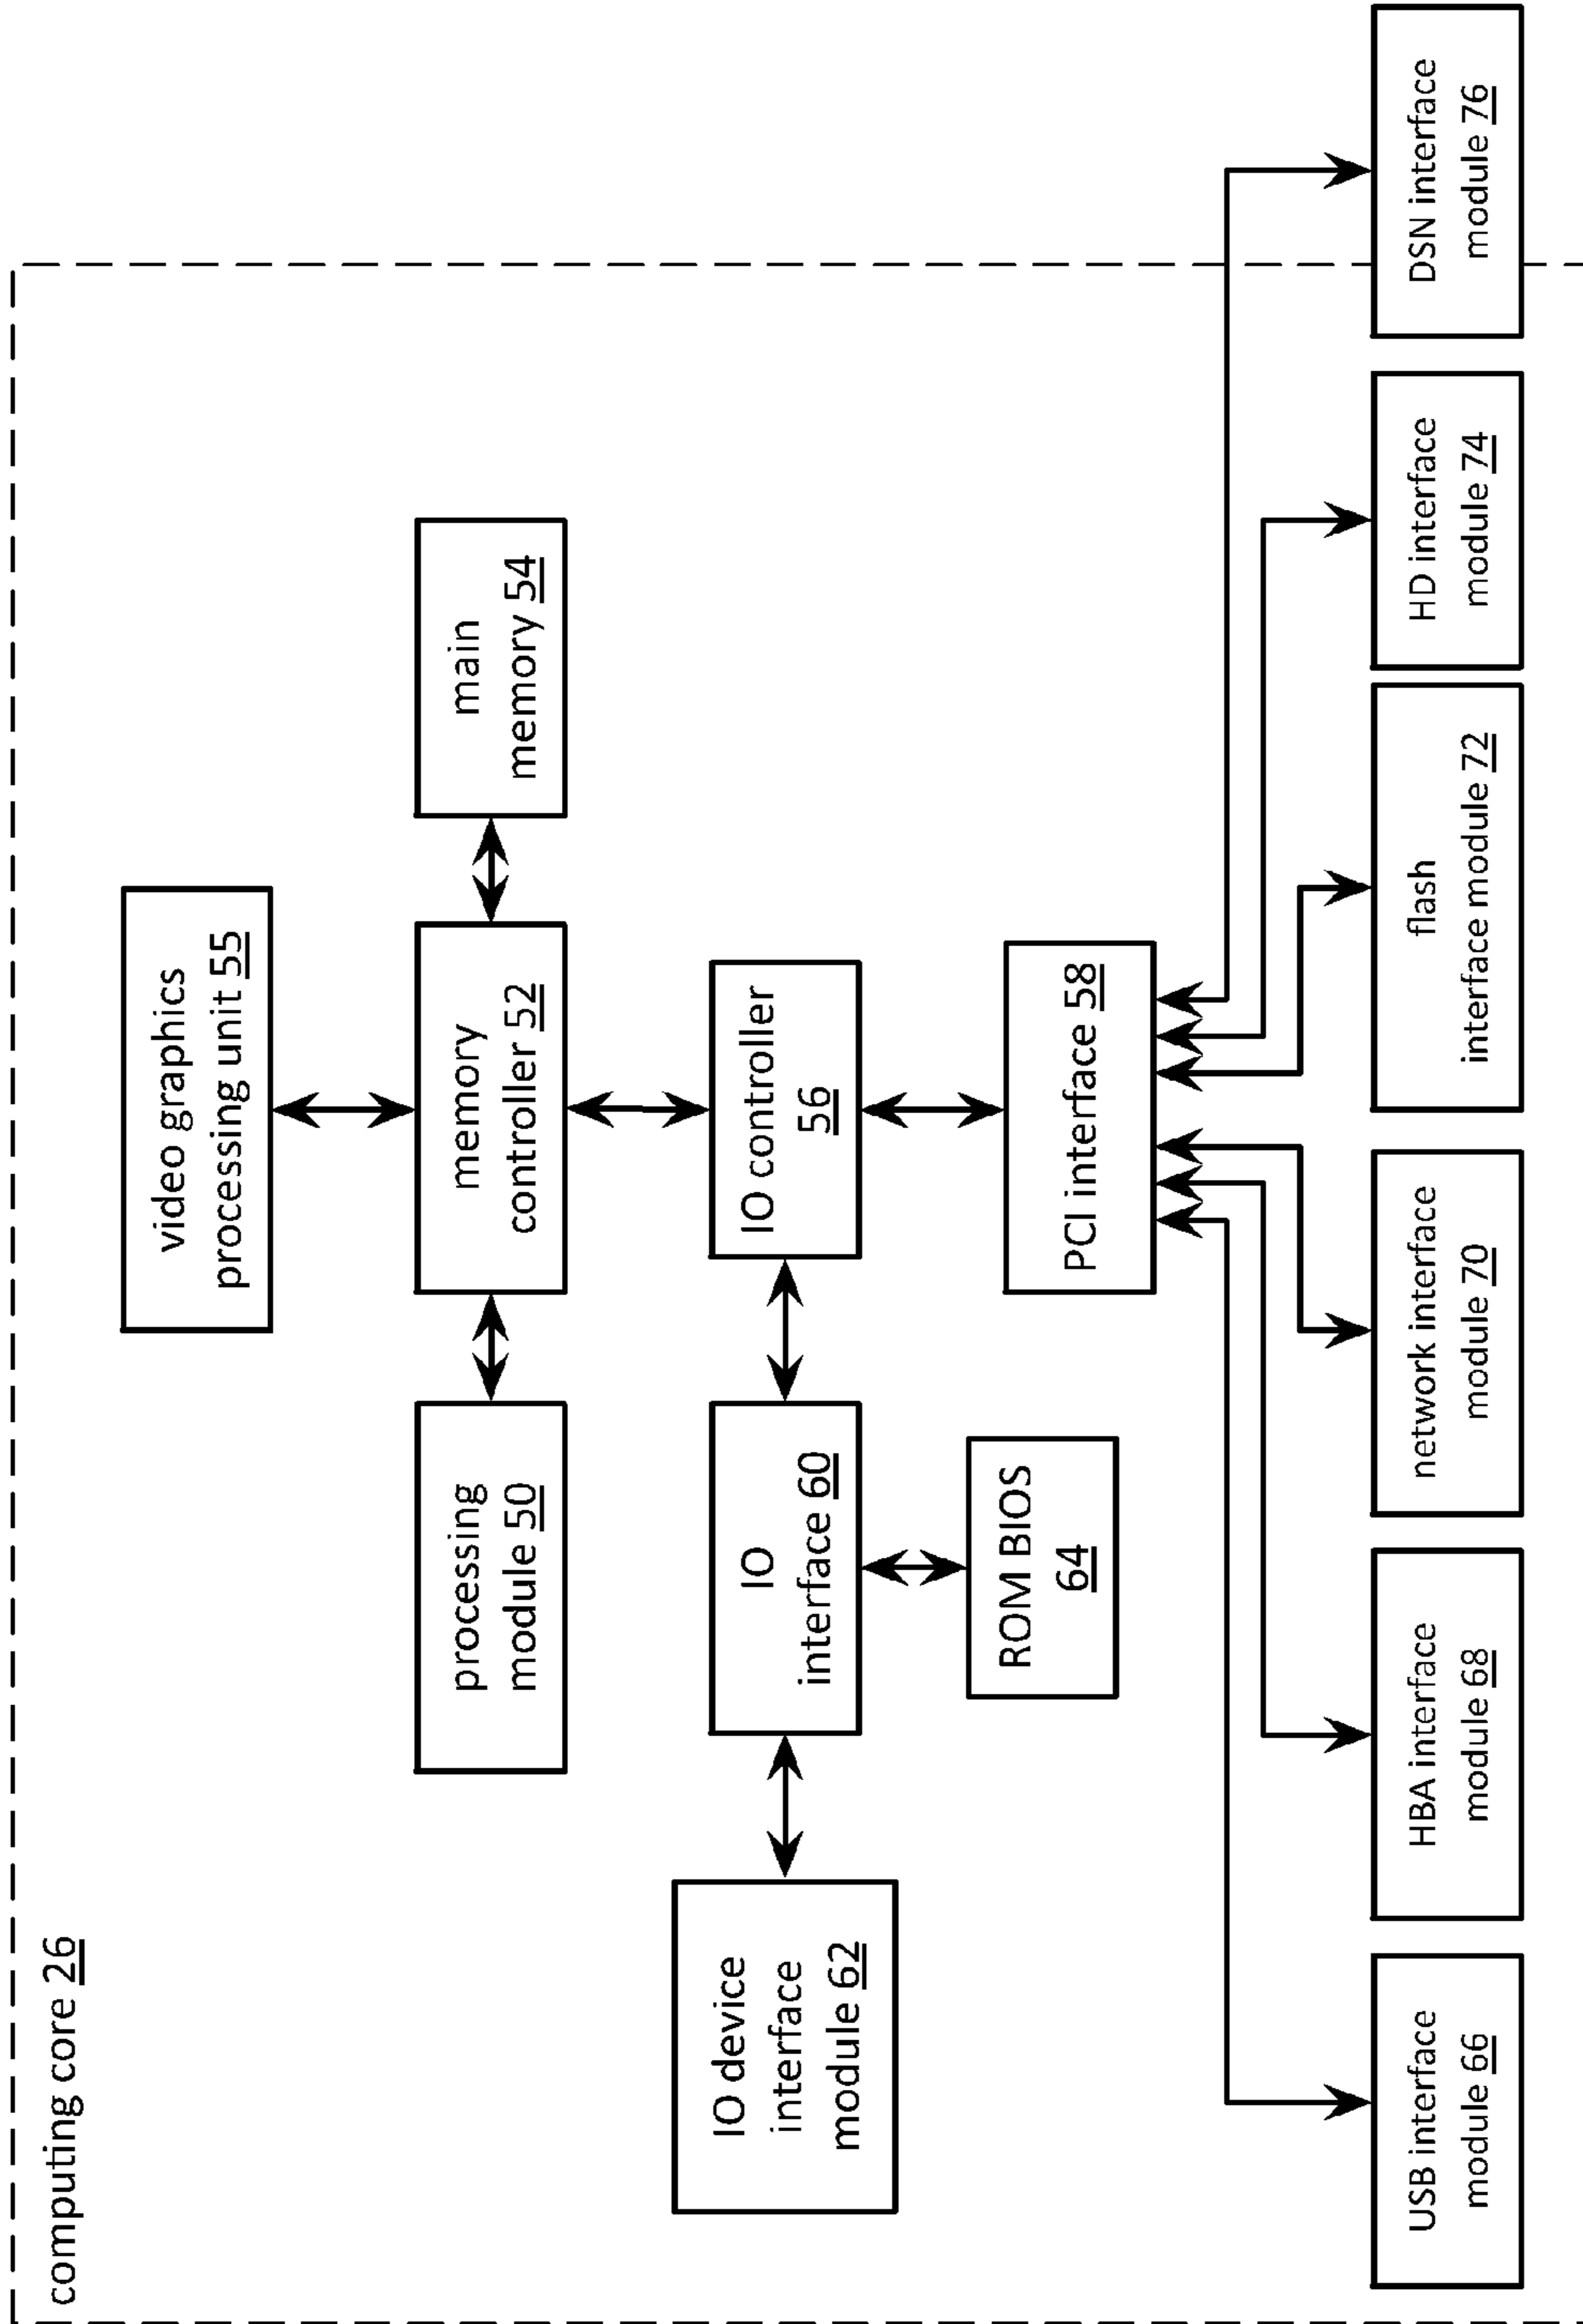 computing core 26
video graphics
processing unit 55
processing
module 50
memory
controller 52
main
memory 54
IO device
interface
module 62
IO
interface 60
IO controller
56
ROM BIOS
64
PCI interface 58
USB interface
module 66
HBA interface
module 68
network interface
module 70
flash
interface module 72
HD interface
module 74
DSN interface
module 76